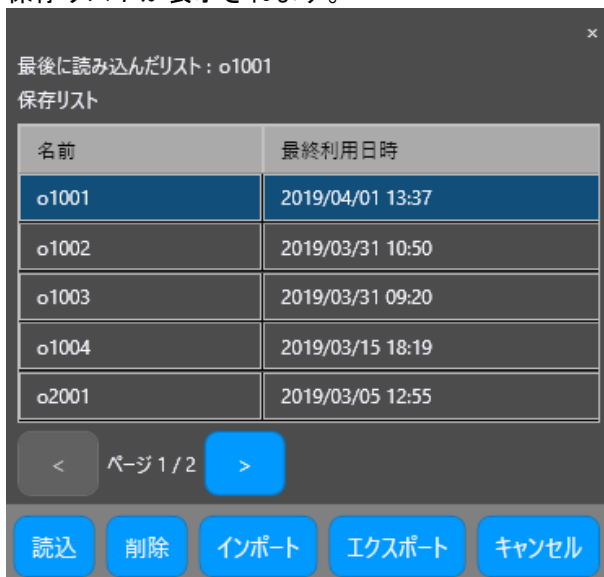 保存リストが表示されます。
×
最後に読み込んだリスト : o1001
保存リスト
名前 最終利用日時
o1001 2019/04/01 13:37
o1002 2019/03/31 10:50
o1003 2019/03/31 09:20
o1004 2019/03/15 18:19
o2001 2019/03/05 12:55
< ページ 1 / 2 >
読込 削除 インポート エクスポート キャンセル